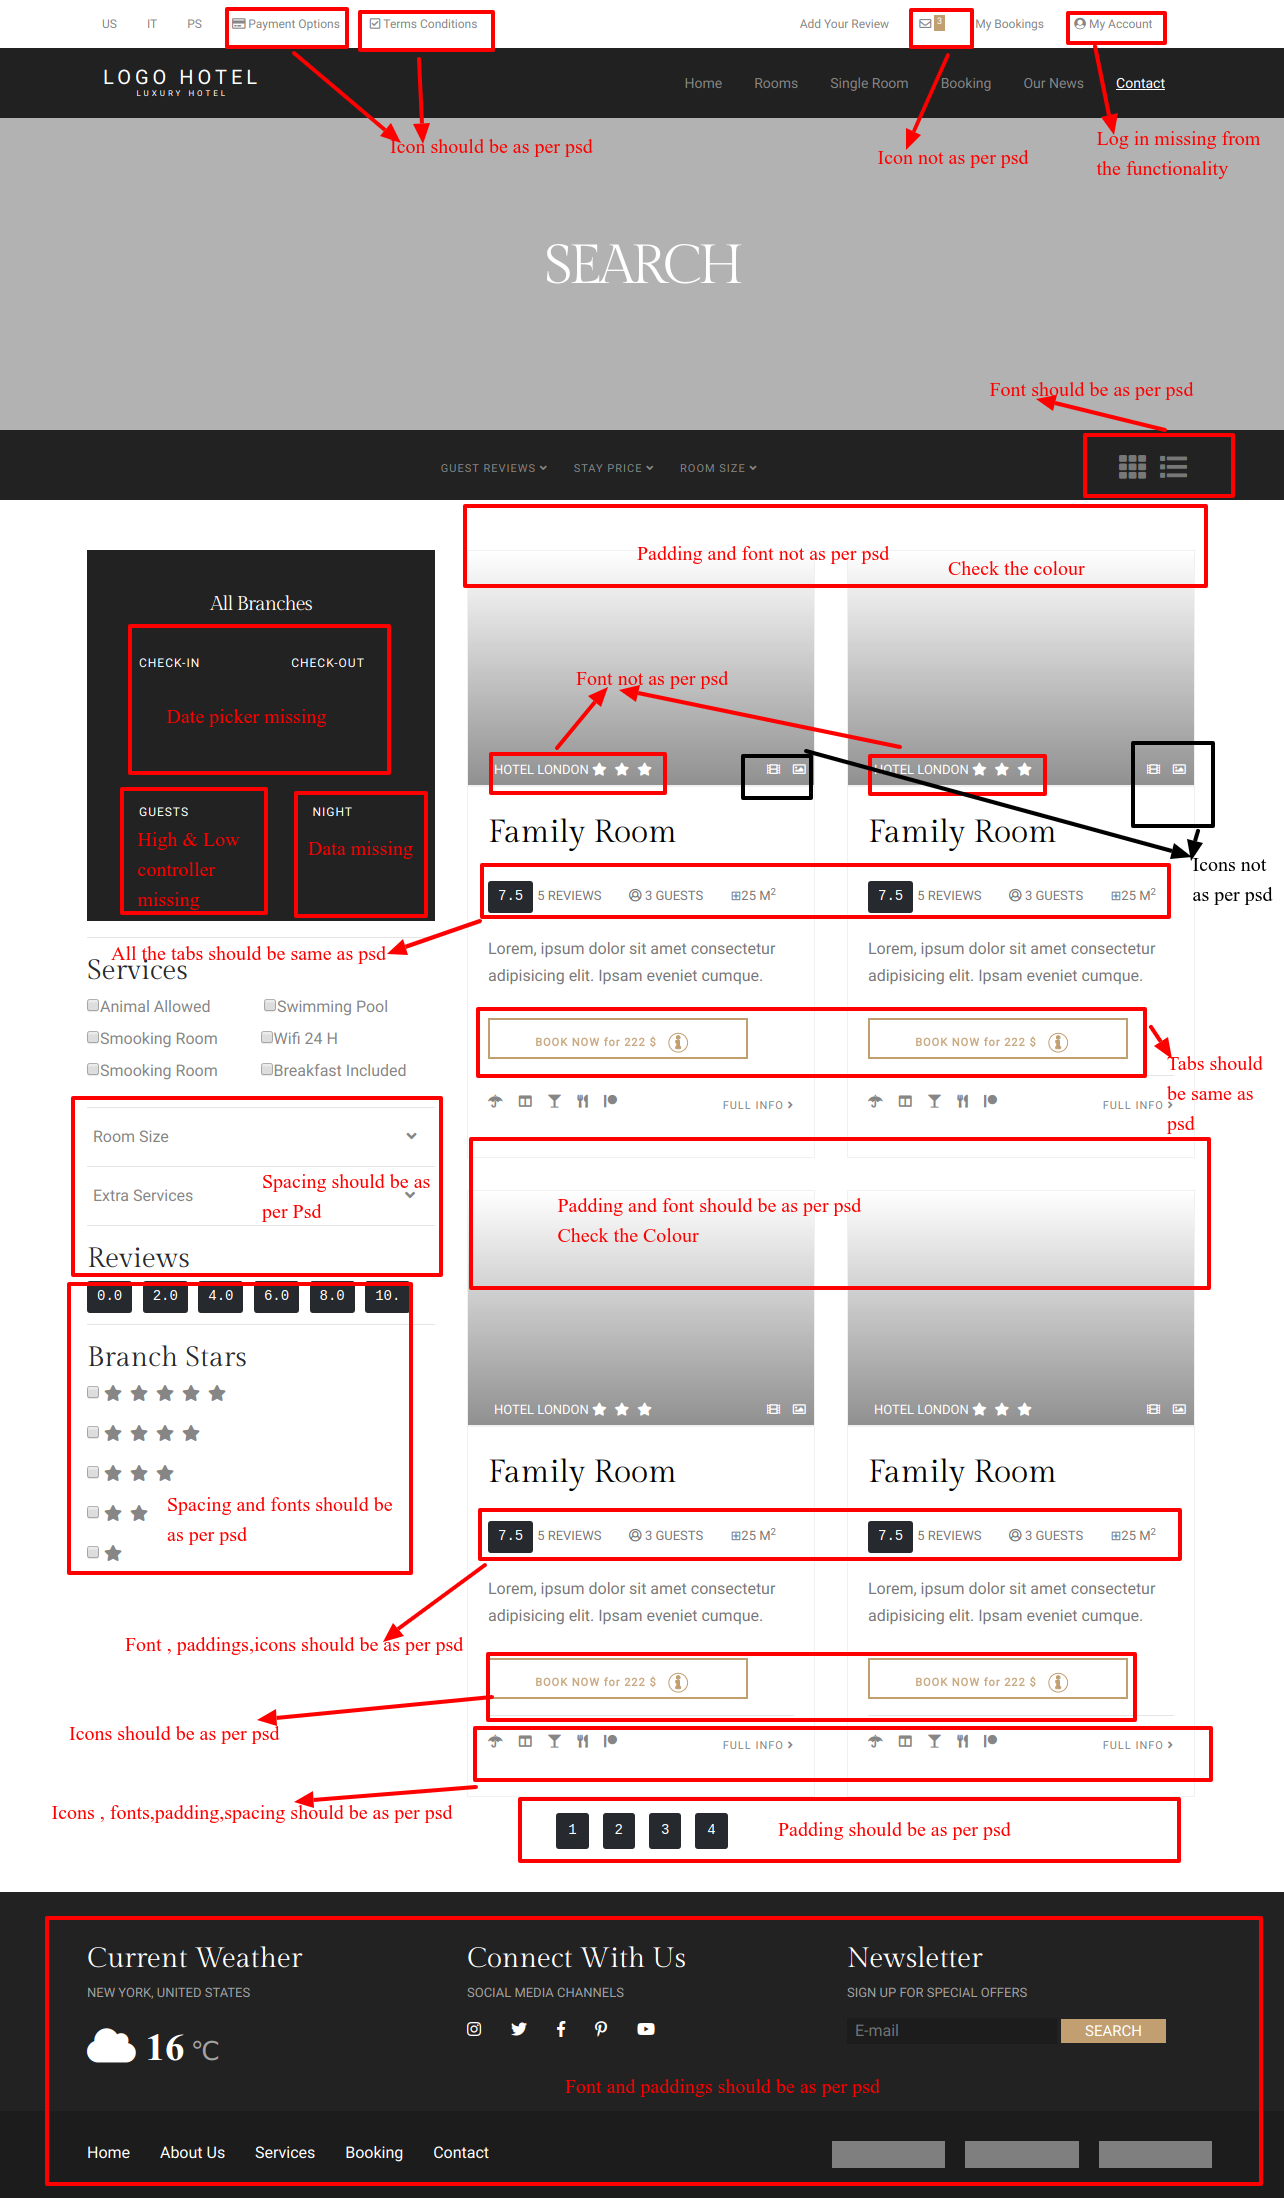 US IT PS Payment Options Terms Conditions Add Your Review 3 My Bookings My Account
LOGO HOTEL
LUXURY HOTEL
Home Rooms Single Room Booking Our News Contact
Icon should be as per psd
Icon not as per psd
Log in missing from
the functionality
SEARCH
Font should be as per psd
GUEST REVIEWS STAY PRICE ROOM SIZE
Padding and font not as per psd
Check the colour
All Branches
CHECK-IN CHECK-OUT
Date picker missing
GUESTS NIGHT
High & Low
controller
missing
Data missing
Font not as per psd
HOTEL LONDON
HOTEL LONDON
Family Room
Family Room
Icons not
as per psd
7.5 5 REVIEWS 3 GUESTS 25 M2
7.5 5 REVIEWS 3 GUESTS 25 M2
All the tabs should be same as psd
Lorem, ipsum dolor sit amet consectetur
adipisicing elit. Ipsam eveniet cumque.
Lorem, ipsum dolor sit amet consectetur
adipisicing elit. Ipsam eveniet cumque.
BOOK NOW for 222 $
BOOK NOW for 222 $
Tabs should
be same as
psd
FULL INFO
FULL INFO
Services
Animal Allowed Swimming Pool
Smooking Room Wifi 24 H
Smooking Room Breakfast Included
Room Size
Extra Services
Spacing should be as
per Psd
Reviews
0.0 2.0 4.0 6.0 8.0 10.
Branch Stars
Spacing and fonts should be
as per psd
Padding and font should be as per psd
Check the Colour
HOTEL LONDON
HOTEL LONDON
Family Room
Family Room
7.5 5 REVIEWS 3 GUESTS 25 M2
7.5 5 REVIEWS 3 GUESTS 25 M2
Lorem, ipsum dolor sit amet consectetur
adipisicing elit. Ipsam eveniet cumque.
Lorem, ipsum dolor sit amet consectetur
adipisicing elit. Ipsam eveniet cumque.
Font , paddings,icons should be as per psd
BOOK NOW for 222 $
BOOK NOW for 222 $
Icons should be as per psd
FULL INFO
FULL INFO
Icons , fonts,padding,spacing should be as per psd
1 2 3 4
Padding should be as per psd
Current Weather
NEW YORK, UNITED STATES
16 °C
Connect With Us
SOCIAL MEDIA CHANNELS
Newsletter
SIGN UP FOR SPECIAL OFFERS
E-mail SEARCH
Font and paddings should be as per psd
Home About Us Services Booking Contact